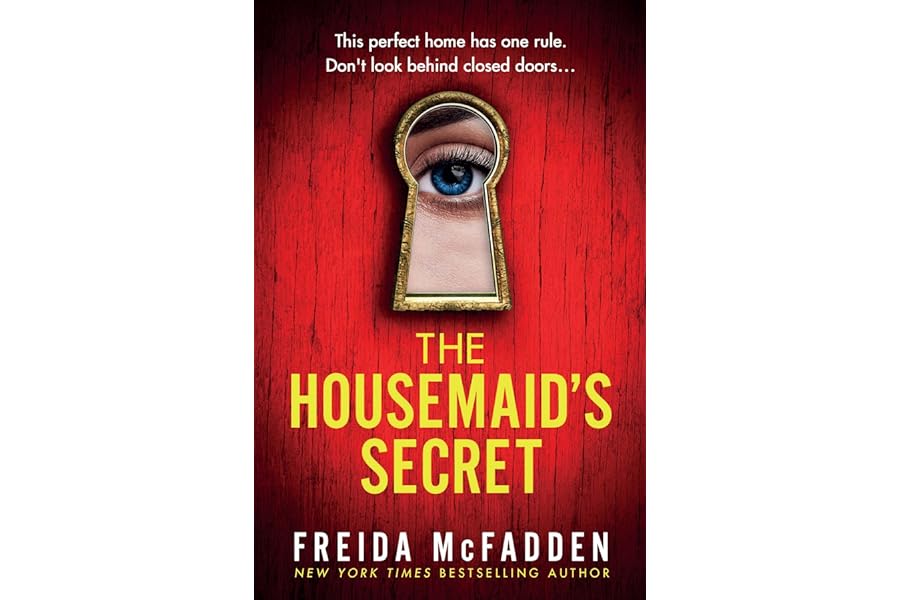 This perfect home has one rule.
Don't look behind closed doors...
THE
HOUSEMAID'S
SECRET
FREIDA McFADDEN
NEW YORK TIMES BESTSELLING AUTHOR